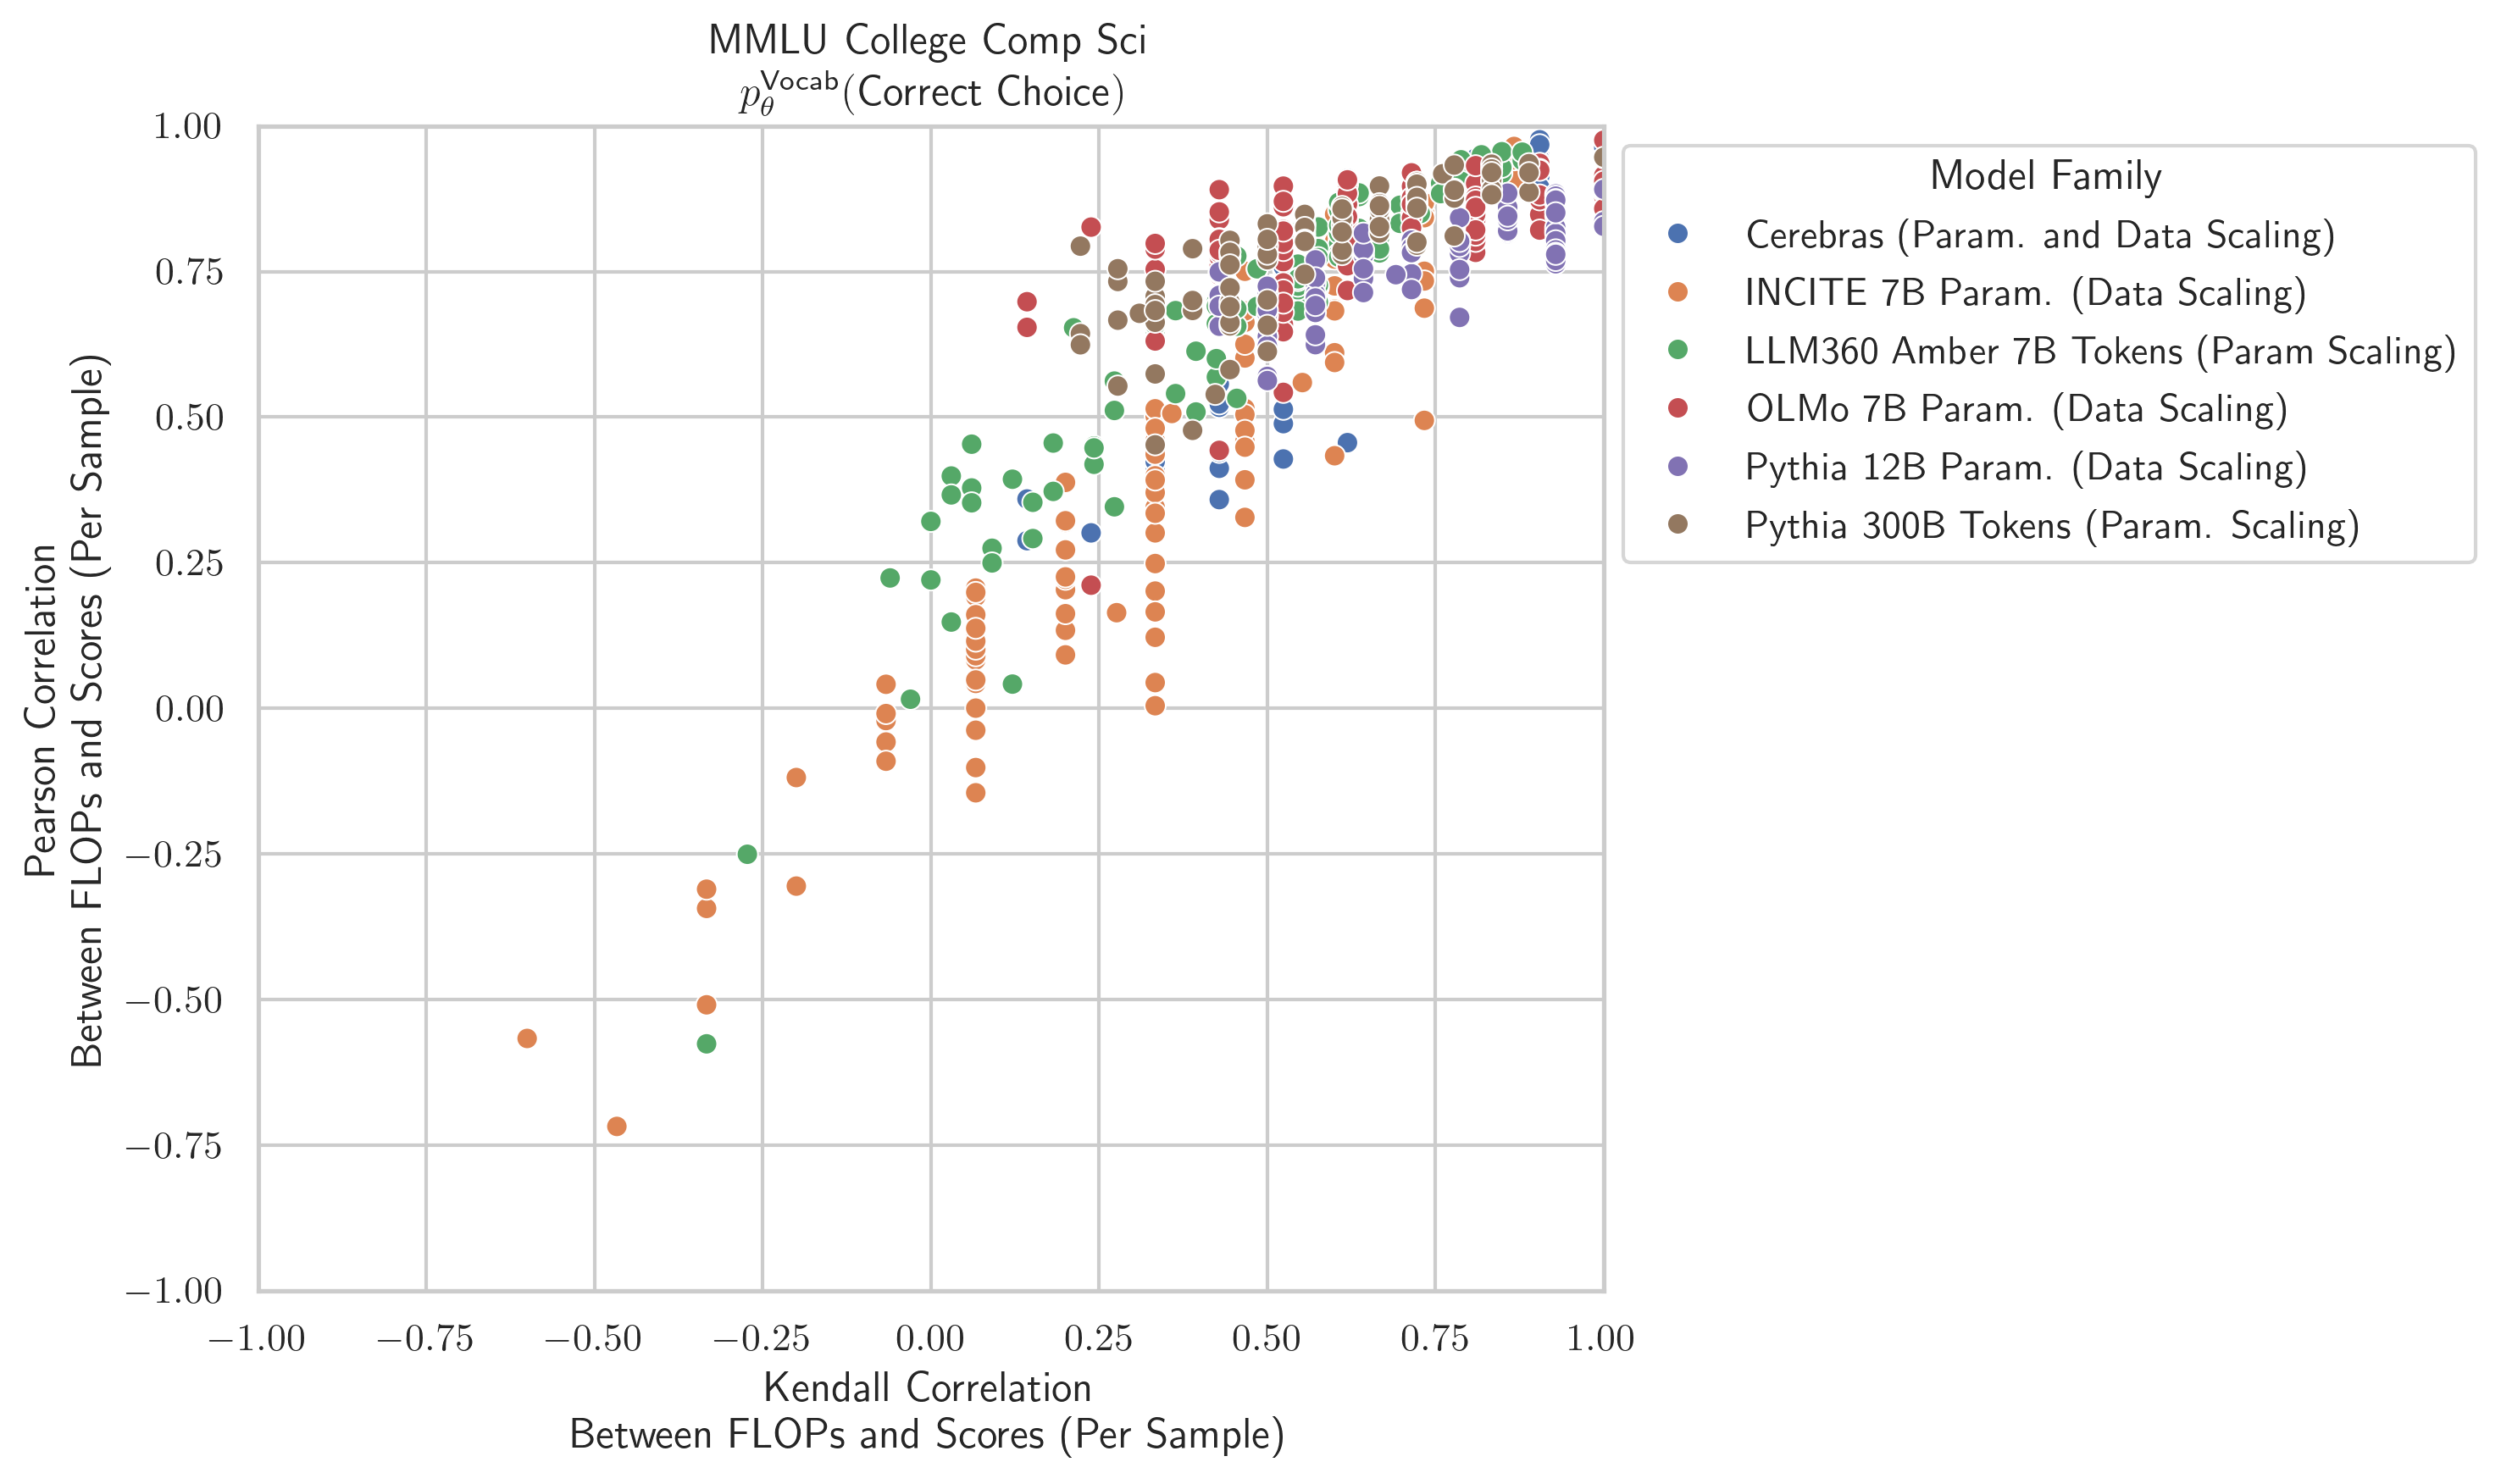 MMLU College Comp Sci
p_θ^Vocab(Correct Choice)
1.00
0.75
0.50
0.25
0.00
−0.25
−0.50
−0.75
−1.00
Pearson Correlation
Between FLOPs and Scores (Per Sample)
−1.00 −0.75 −0.50 −0.25 0.00 0.25 0.50 0.75 1.00
Kendall Correlation
Between FLOPs and Scores (Per Sample)
Model Family
Cerebras (Param. and Data Scaling)
INCITE 7B Param. (Data Scaling)
LLM360 Amber 7B Tokens (Param Scaling)
OLMo 7B Param. (Data Scaling)
Pythia 12B Param. (Data Scaling)
Pythia 300B Tokens (Param. Scaling)